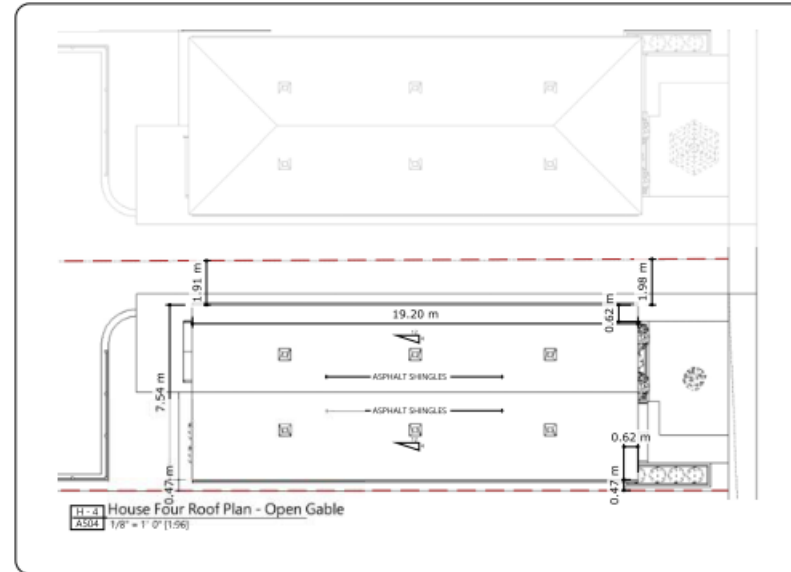 1.91 m
1.98 m
19.20 m
0.62 m
7.54 m
ASPHALT SHINGLES
ASPHALT SHINGLES
0.62 m
0.47 m
0.47 m
H - 4 House Four Roof Plan - Open Gable
A504 1/8" = 1' 0" [1:96]